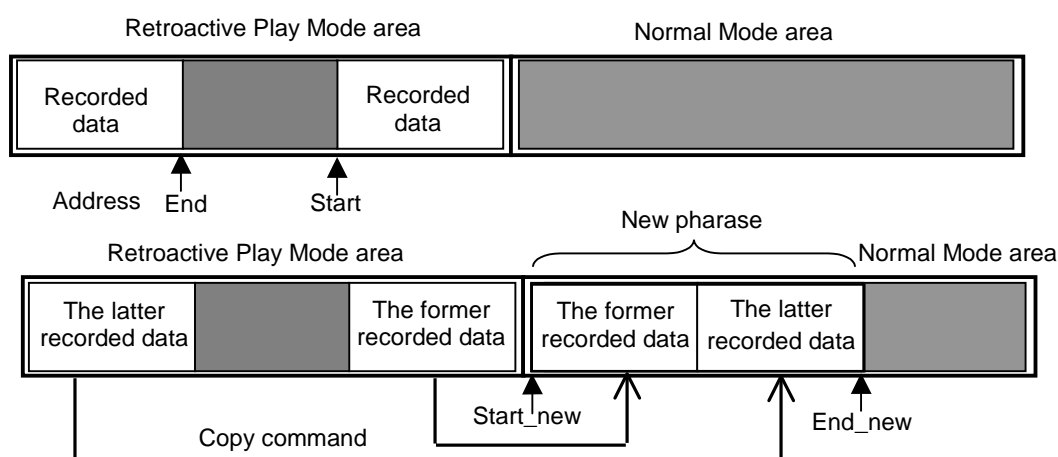 Retroactive Play Mode area
Normal Mode area
Recorded
data
Recorded
data
Address
End
Start
New pharase
Retroactive Play Mode area
Normal Mode area
The latter
recorded data
The former
recorded data
The former
recorded data
The latter
recorded data
Start_new
End_new
Copy command